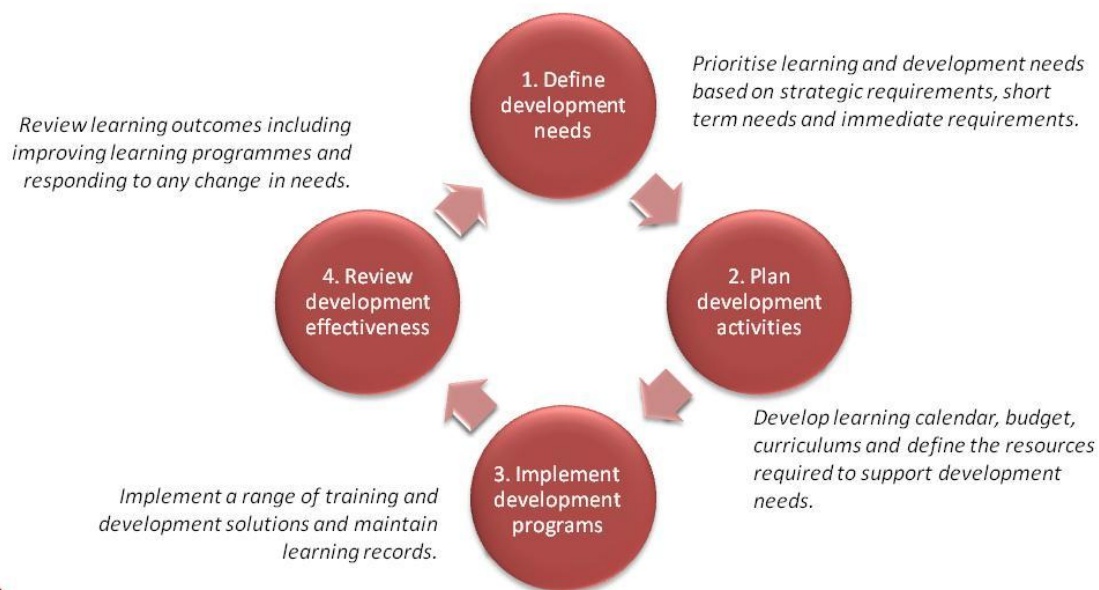 1. Define
development
needs
Prioritise learning and development needs
based on strategic requirements, short
term needs and immediate requirements.
2. Plan
development
activities
Develop learning calendar, budget,
curriculums and define the resources
required to support development
needs.
3. Implement
development
programs
Implement a range of training and
development solutions and maintain
learning records.
4. Review
development
effectiveness
Review learning outcomes including
improving learning programmes and
responding to any change in needs.